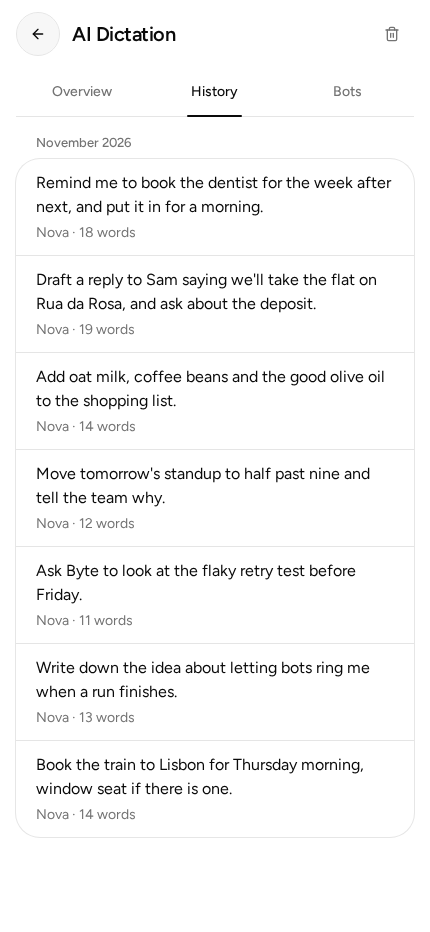 AI Dictation
Overview
History
Bots
November 2026
Remind me to book the dentist for the week after
next, and put it in for a morning.
Nova · 18 words
Draft a reply to Sam saying we'll take the flat on
Rua da Rosa, and ask about the deposit.
Nova · 19 words
Add oat milk, coffee beans and the good olive oil
to the shopping list.
Nova · 14 words
Move tomorrow's standup to half past nine and
tell the team why.
Nova · 12 words
Ask Byte to look at the flaky retry test before
Friday.
Nova · 11 words
Write down the idea about letting bots ring me
when a run finishes.
Nova · 13 words
Book the train to Lisbon for Thursday morning,
window seat if there is one.
Nova · 14 words